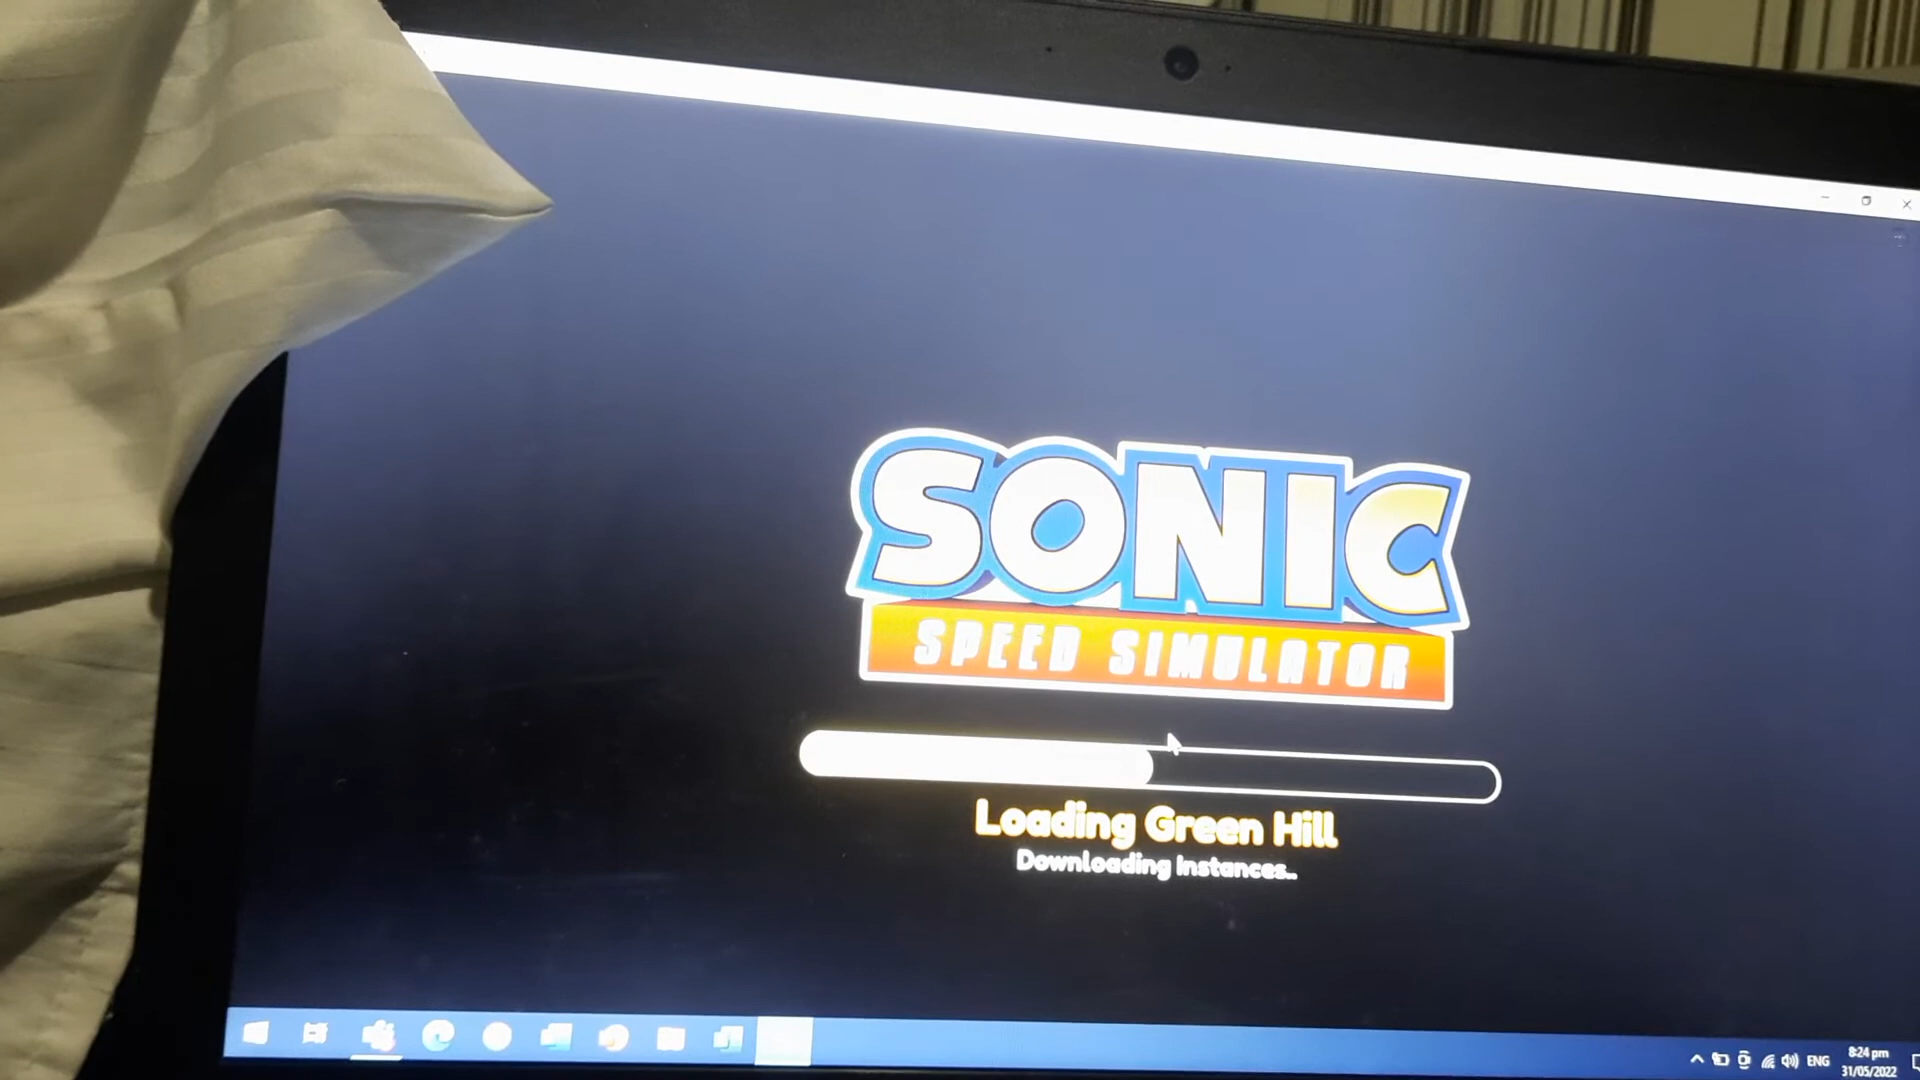 SONIC
SPEED SIMULATOR
Loading Green Hill
Downloading Instances..
ENG
8:24 pm
31/05/2022